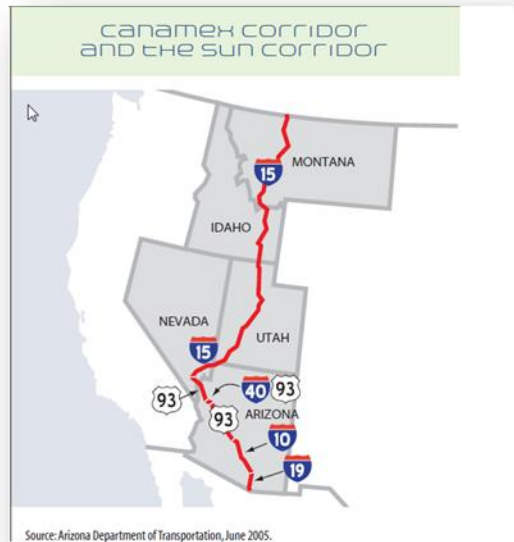 canamex corridor
and the sun corridor
MONTANA
15
IDAHO
NEVADA
UTAH
15
93
40 93
93
ARIZONA
10
19
Source: Arizona Department of Transportation, June 2005.